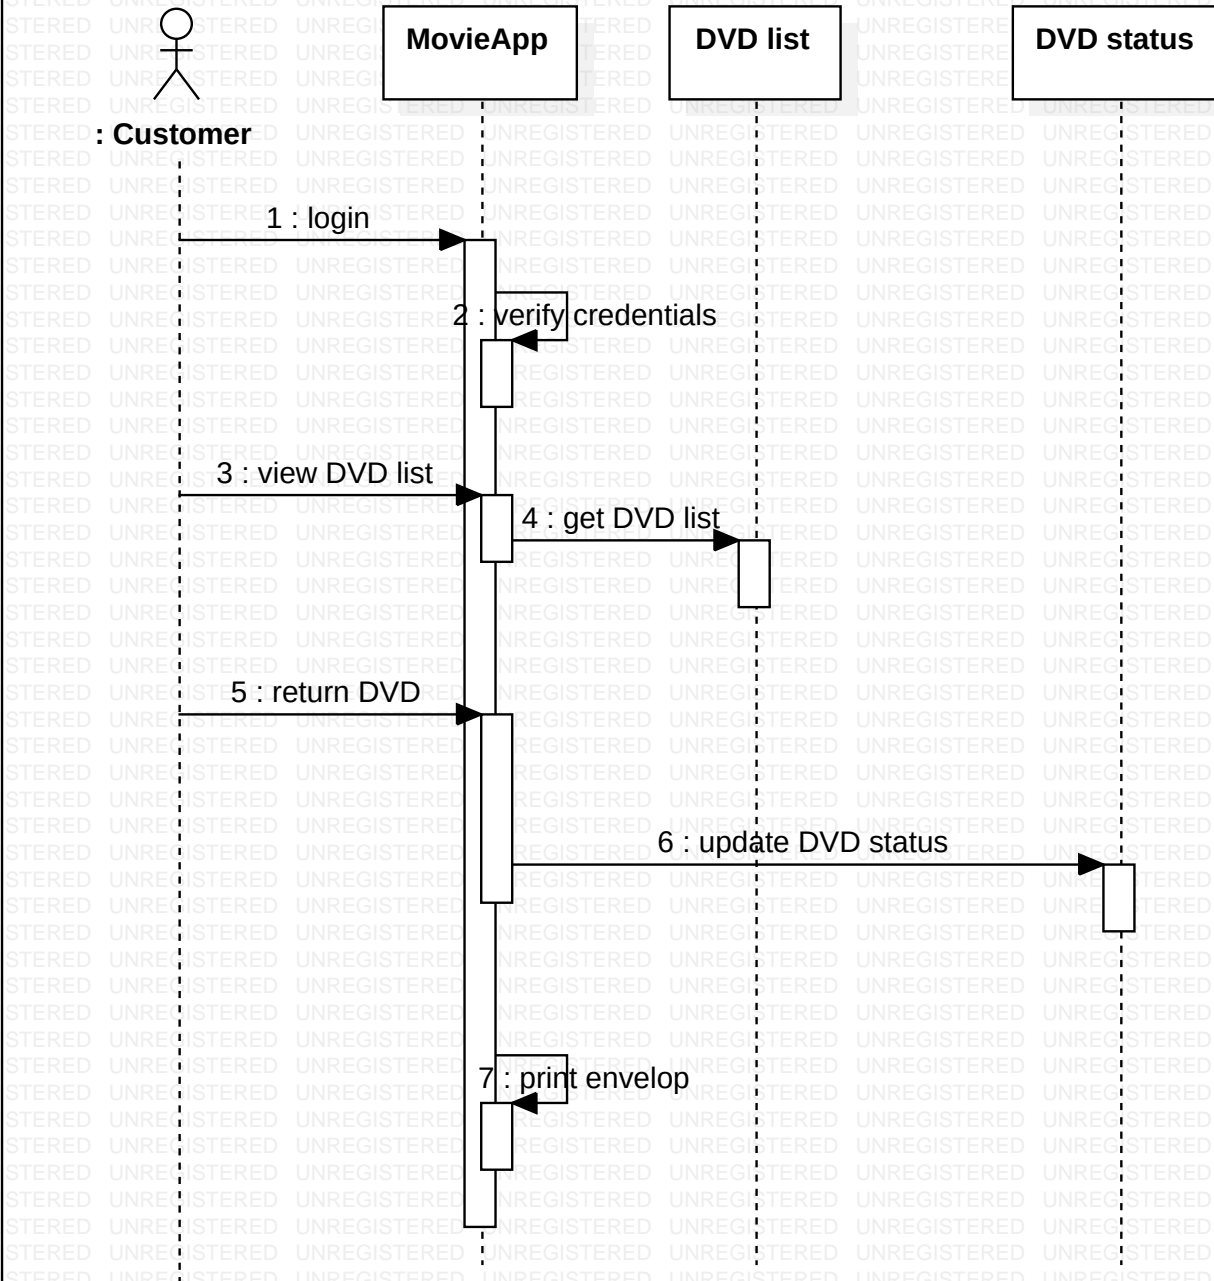 MovieApp
DVD list
DVD status
: Customer
1 : login
2 : verify credentials
3 : view DVD list
4 : get DVD list
5 : return DVD
6 : update DVD status
7 : print envelop
UNREGISTERED